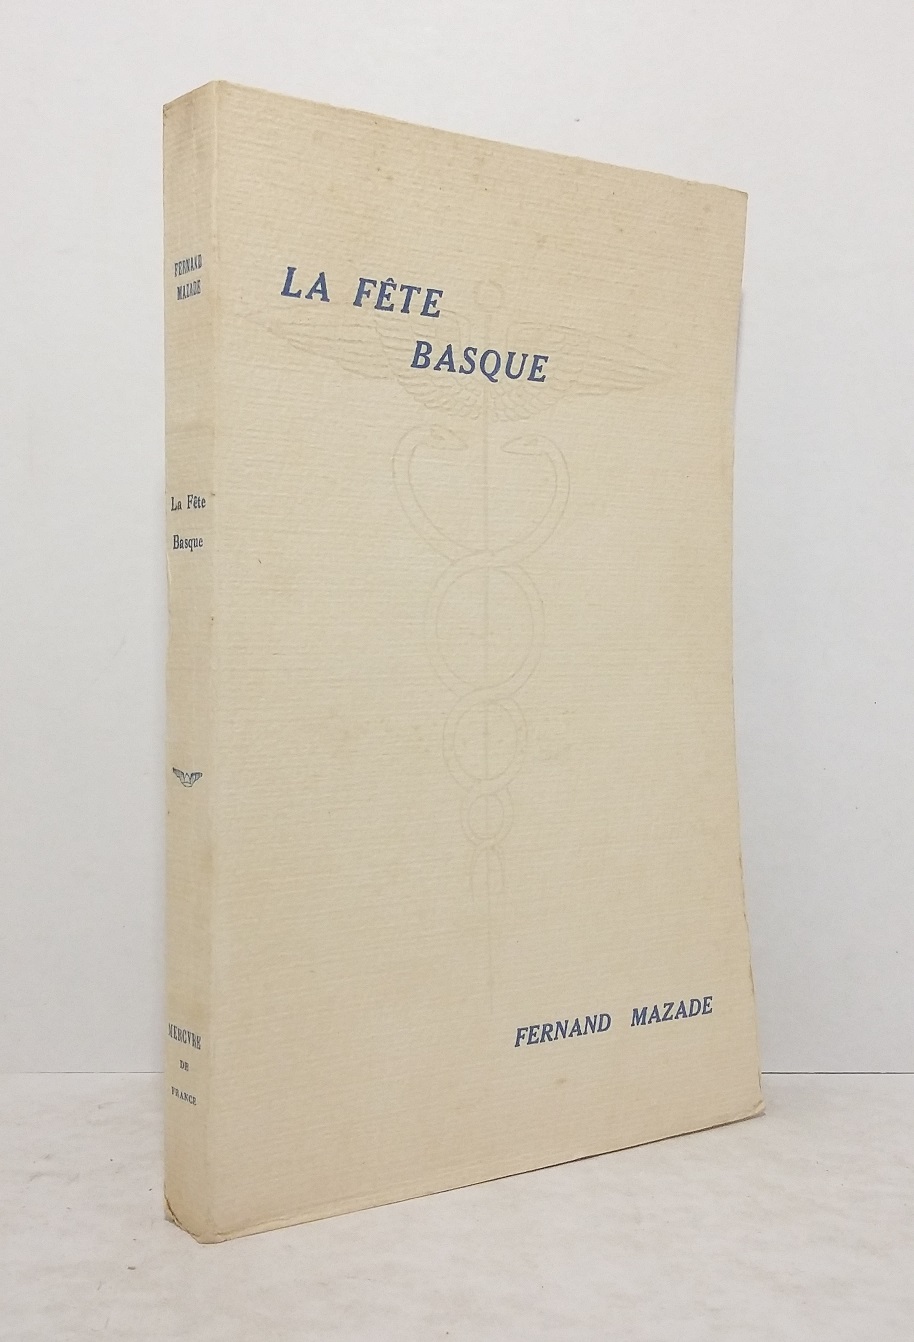 FERNAND
MAZADE
La Fête
Basque
MERCVRE
DE
FRANCE
LA FÊTE
BASQUE
FERNAND MAZADE